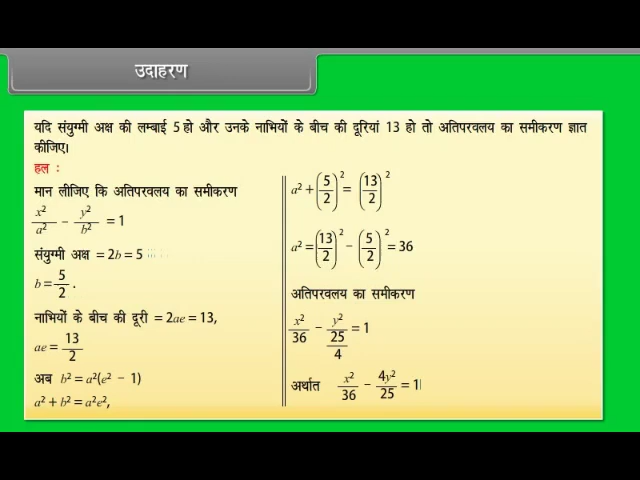 उदाहरण
यदि संयुग्मी अक्ष की लम्बाई 5 हो और उनके नाभियों के बीच की दूरियां 13 हो तो अतिपरवलय का समीकरण ज्ञात
कीजिए।
हल :
मान लीजिए कि अतिपरवलय का समीकरण
x²/a² − y²/b² = 1
संयुग्मी अक्ष = 2b = 5
b = 5/2 .
नाभियों के बीच की दूरी = 2ae = 13,
ae = 13/2
अब b² = a²(e² − 1)
a² + b² = a²e²,
a² + (5/2)² = (13/2)²
a² = (13/2)² − (5/2)² = 36
अतिपरवलय का समीकरण
x²/36 − y²/(25/4) = 1
अर्थात x²/36 − 4y²/25 = 1